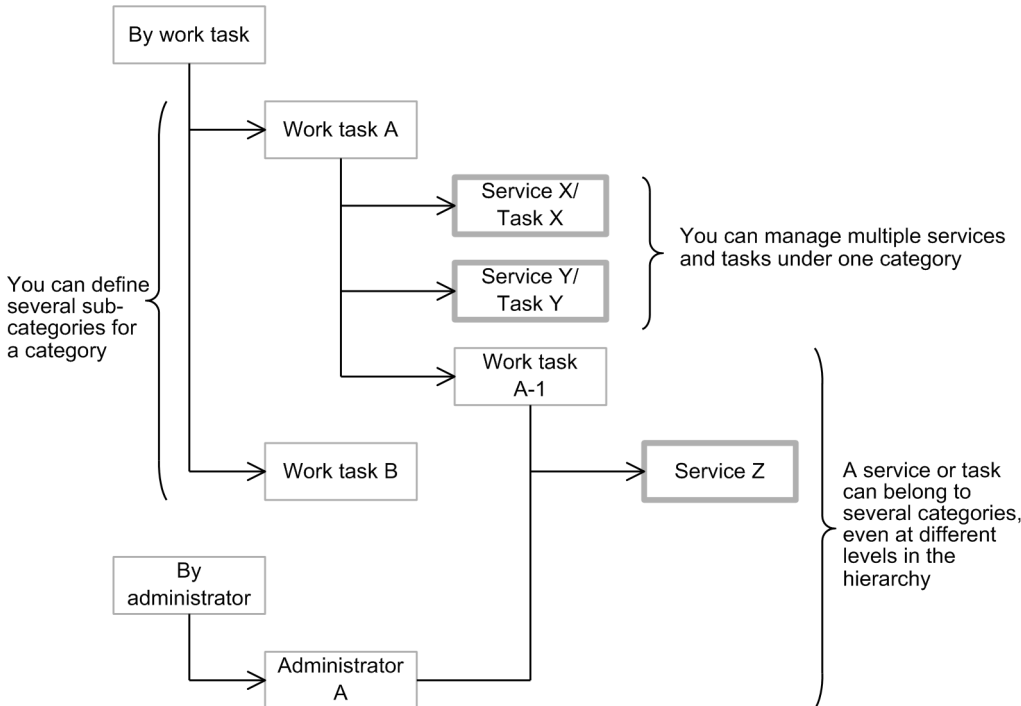 By work task
Work task A
Service X/
Task X
You can manage multiple services
and tasks under one category
Service Y/
Task Y
You can define
several sub-
categories for
a category
Work task
A-1
Work task B
Service Z
A service or task
can belong to
several categories,
even at different
levels in the
hierarchy
By
administrator
Administrator
A